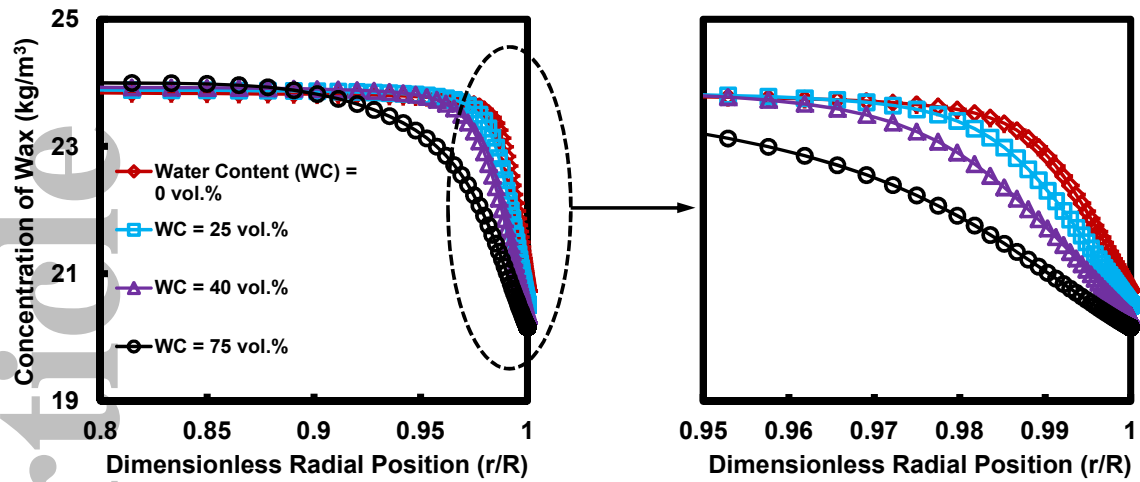 25
23
21
19
Concentration of Wax (kg/m³)
Water Content (WC) =
0 vol.%
WC = 25 vol.%
WC = 40 vol.%
WC = 75 vol.%
0.8 0.85 0.9 0.95 1
Dimensionless Radial Position (r/R)
0.95 0.96 0.97 0.98 0.99 1
Dimensionless Radial Position (r/R)